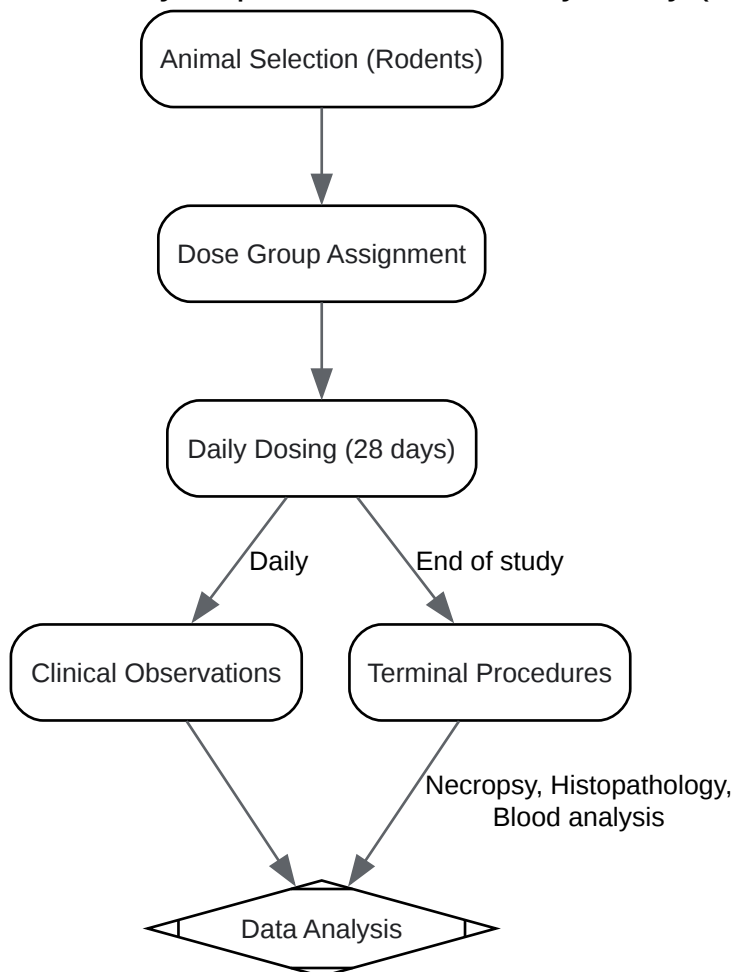 Animal Selection (Rodents)
Dose Group Assignment
Daily Dosing (28 days)
Daily
End of study
Clinical Observations
Terminal Procedures
Necropsy, Histopathology,
Blood analysis
Data Analysis